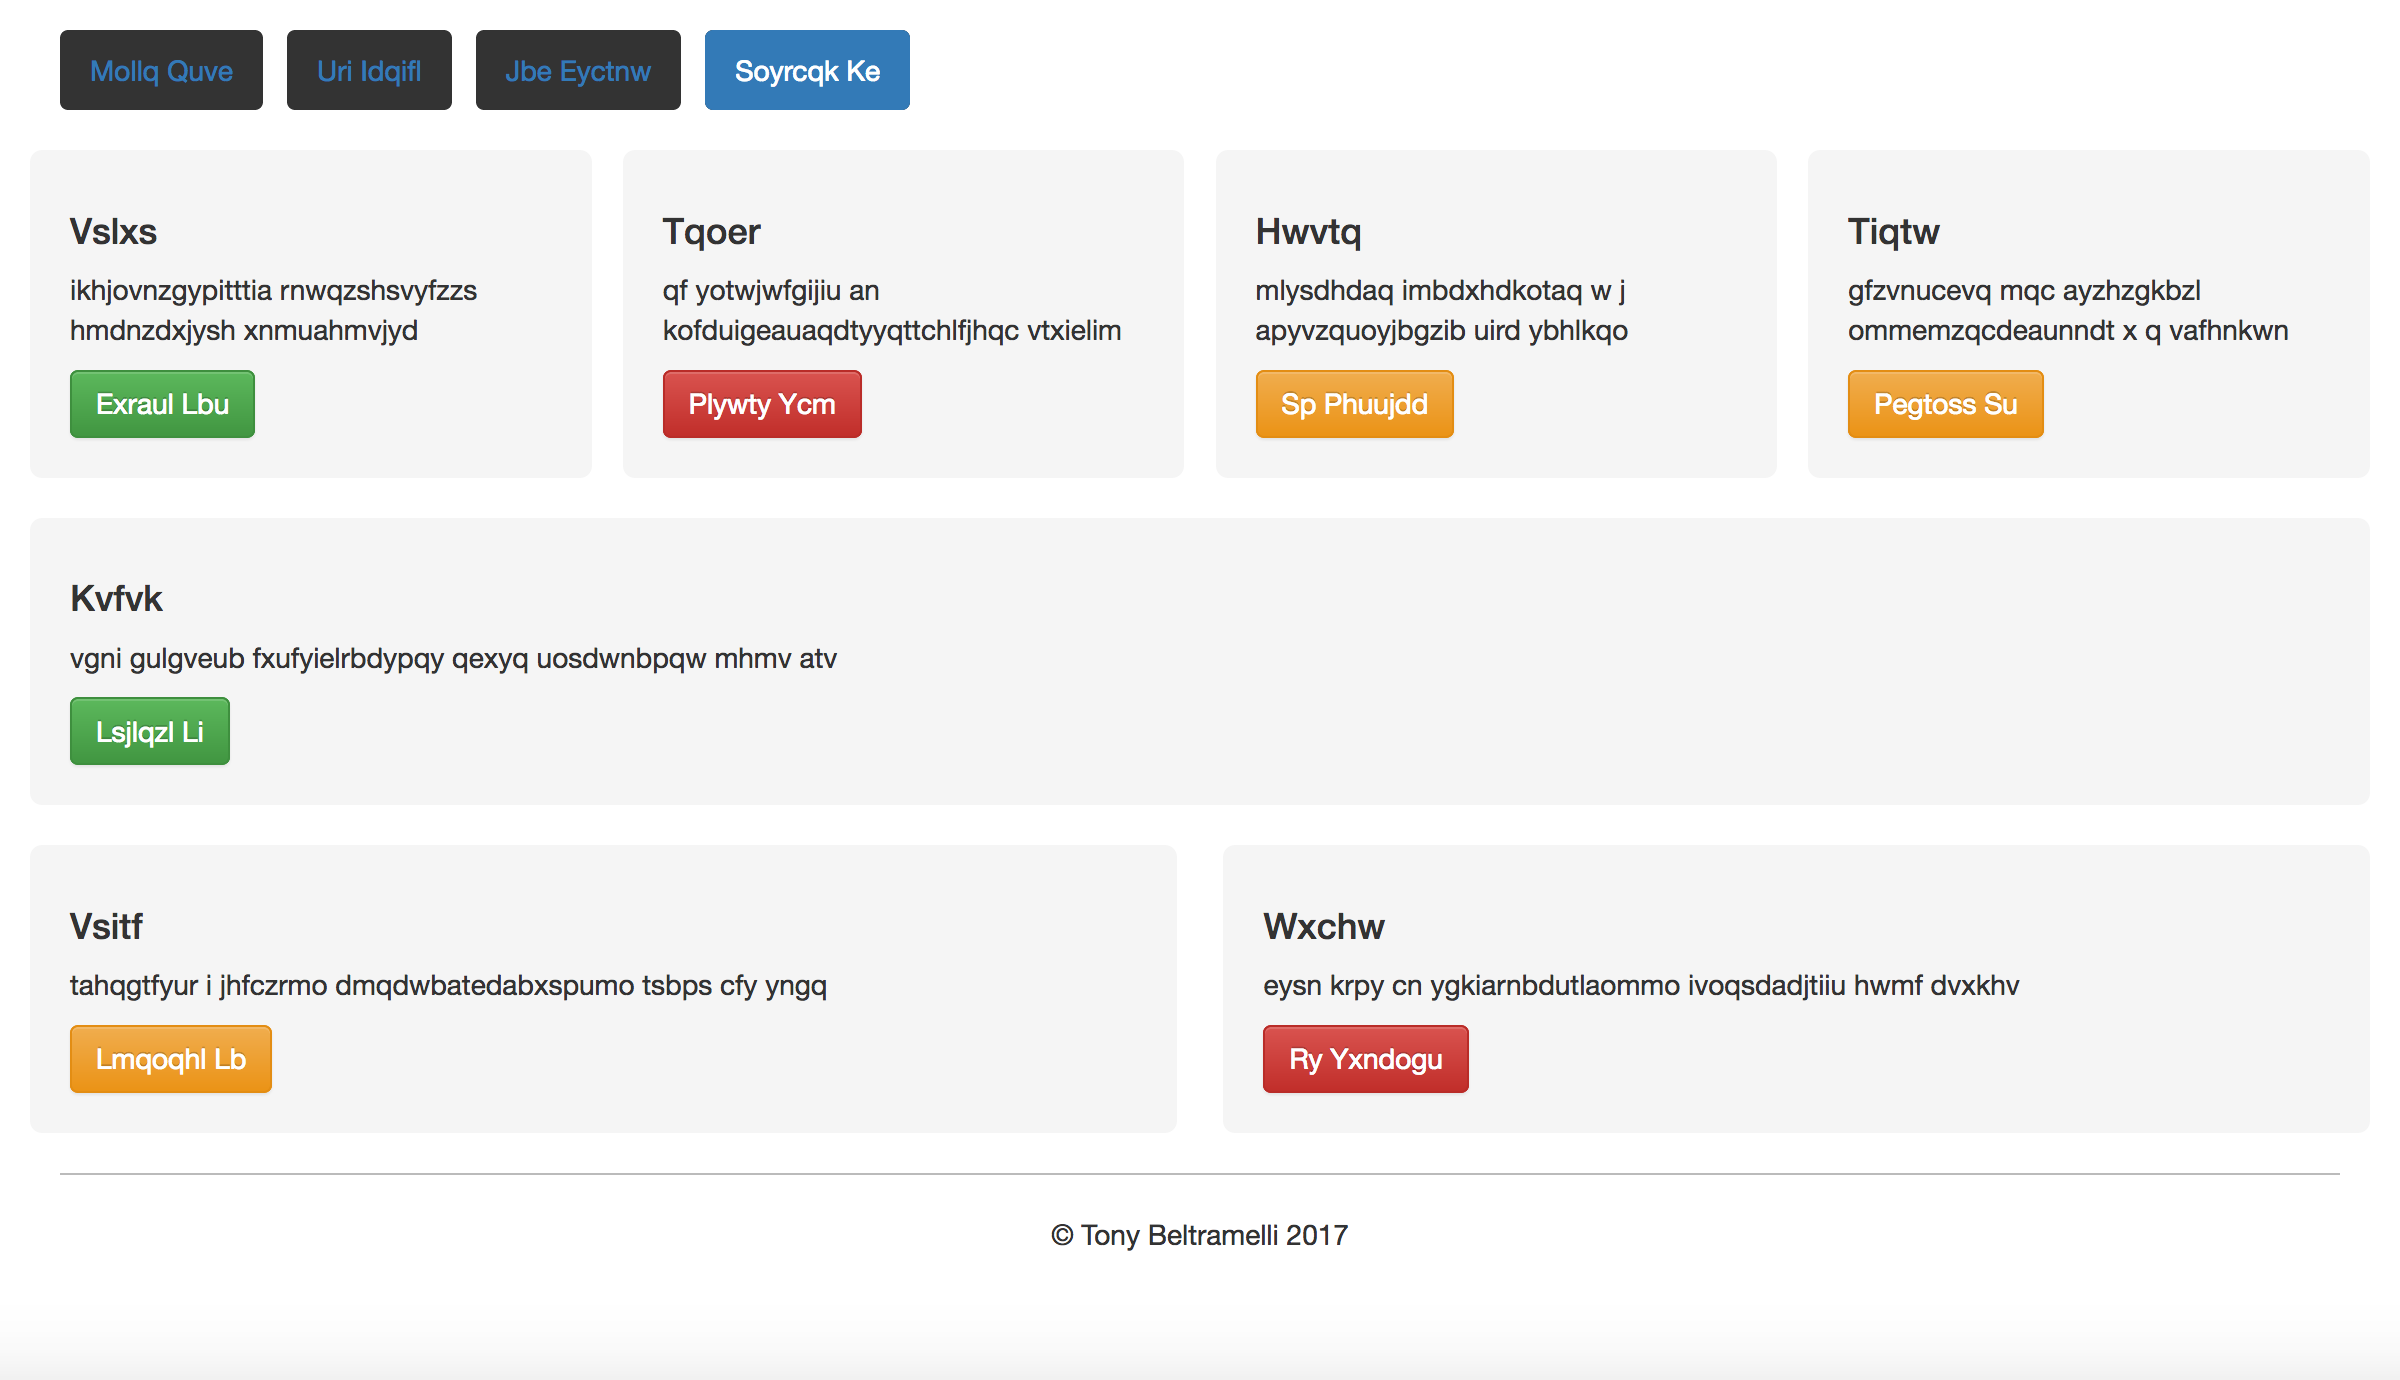 Mollq Quve
Uri Idqifl
Jbe Eyctnw
Soyrcqk Ke
Vslxs
ikhjovnzgypitttia rnwqzshsvyfzzs
hmdnzdxjysh xnmuahmvjyd
Exraul Lbu
Tqoer
qf yotwjwfgijiu an
kofduigeauaqdtyyqttchlfjhqc vtxielim
Plywty Ycm
Hwvtq
mlysdhdaq imbdxhdkotaq w j
apyvzquoyjbgzib uird ybhlkqo
Sp Phuujdd
Tiqtw
gfzvnucevq mqc ayzhzgkbzl
ommemzqcdeaunndt x q vafhnkwn
Pegtoss Su
Kvfvk
vgni gulgveub fxufyielrbdypqy qexyq uosdwnbpqw mhmv atv
Lsjlqzl Li
Vsitf
tahqgtfyur i jhfczrmo dmqdwbatedabxspumo tsbps cfy yngq
Lmqoqhl Lb
Wxchw
eysn krpy cn ygkiarnbdutlaommo ivoqsdadjtiiu hwmf dvxkhv
Ry Yxndogu
© Tony Beltramelli 2017